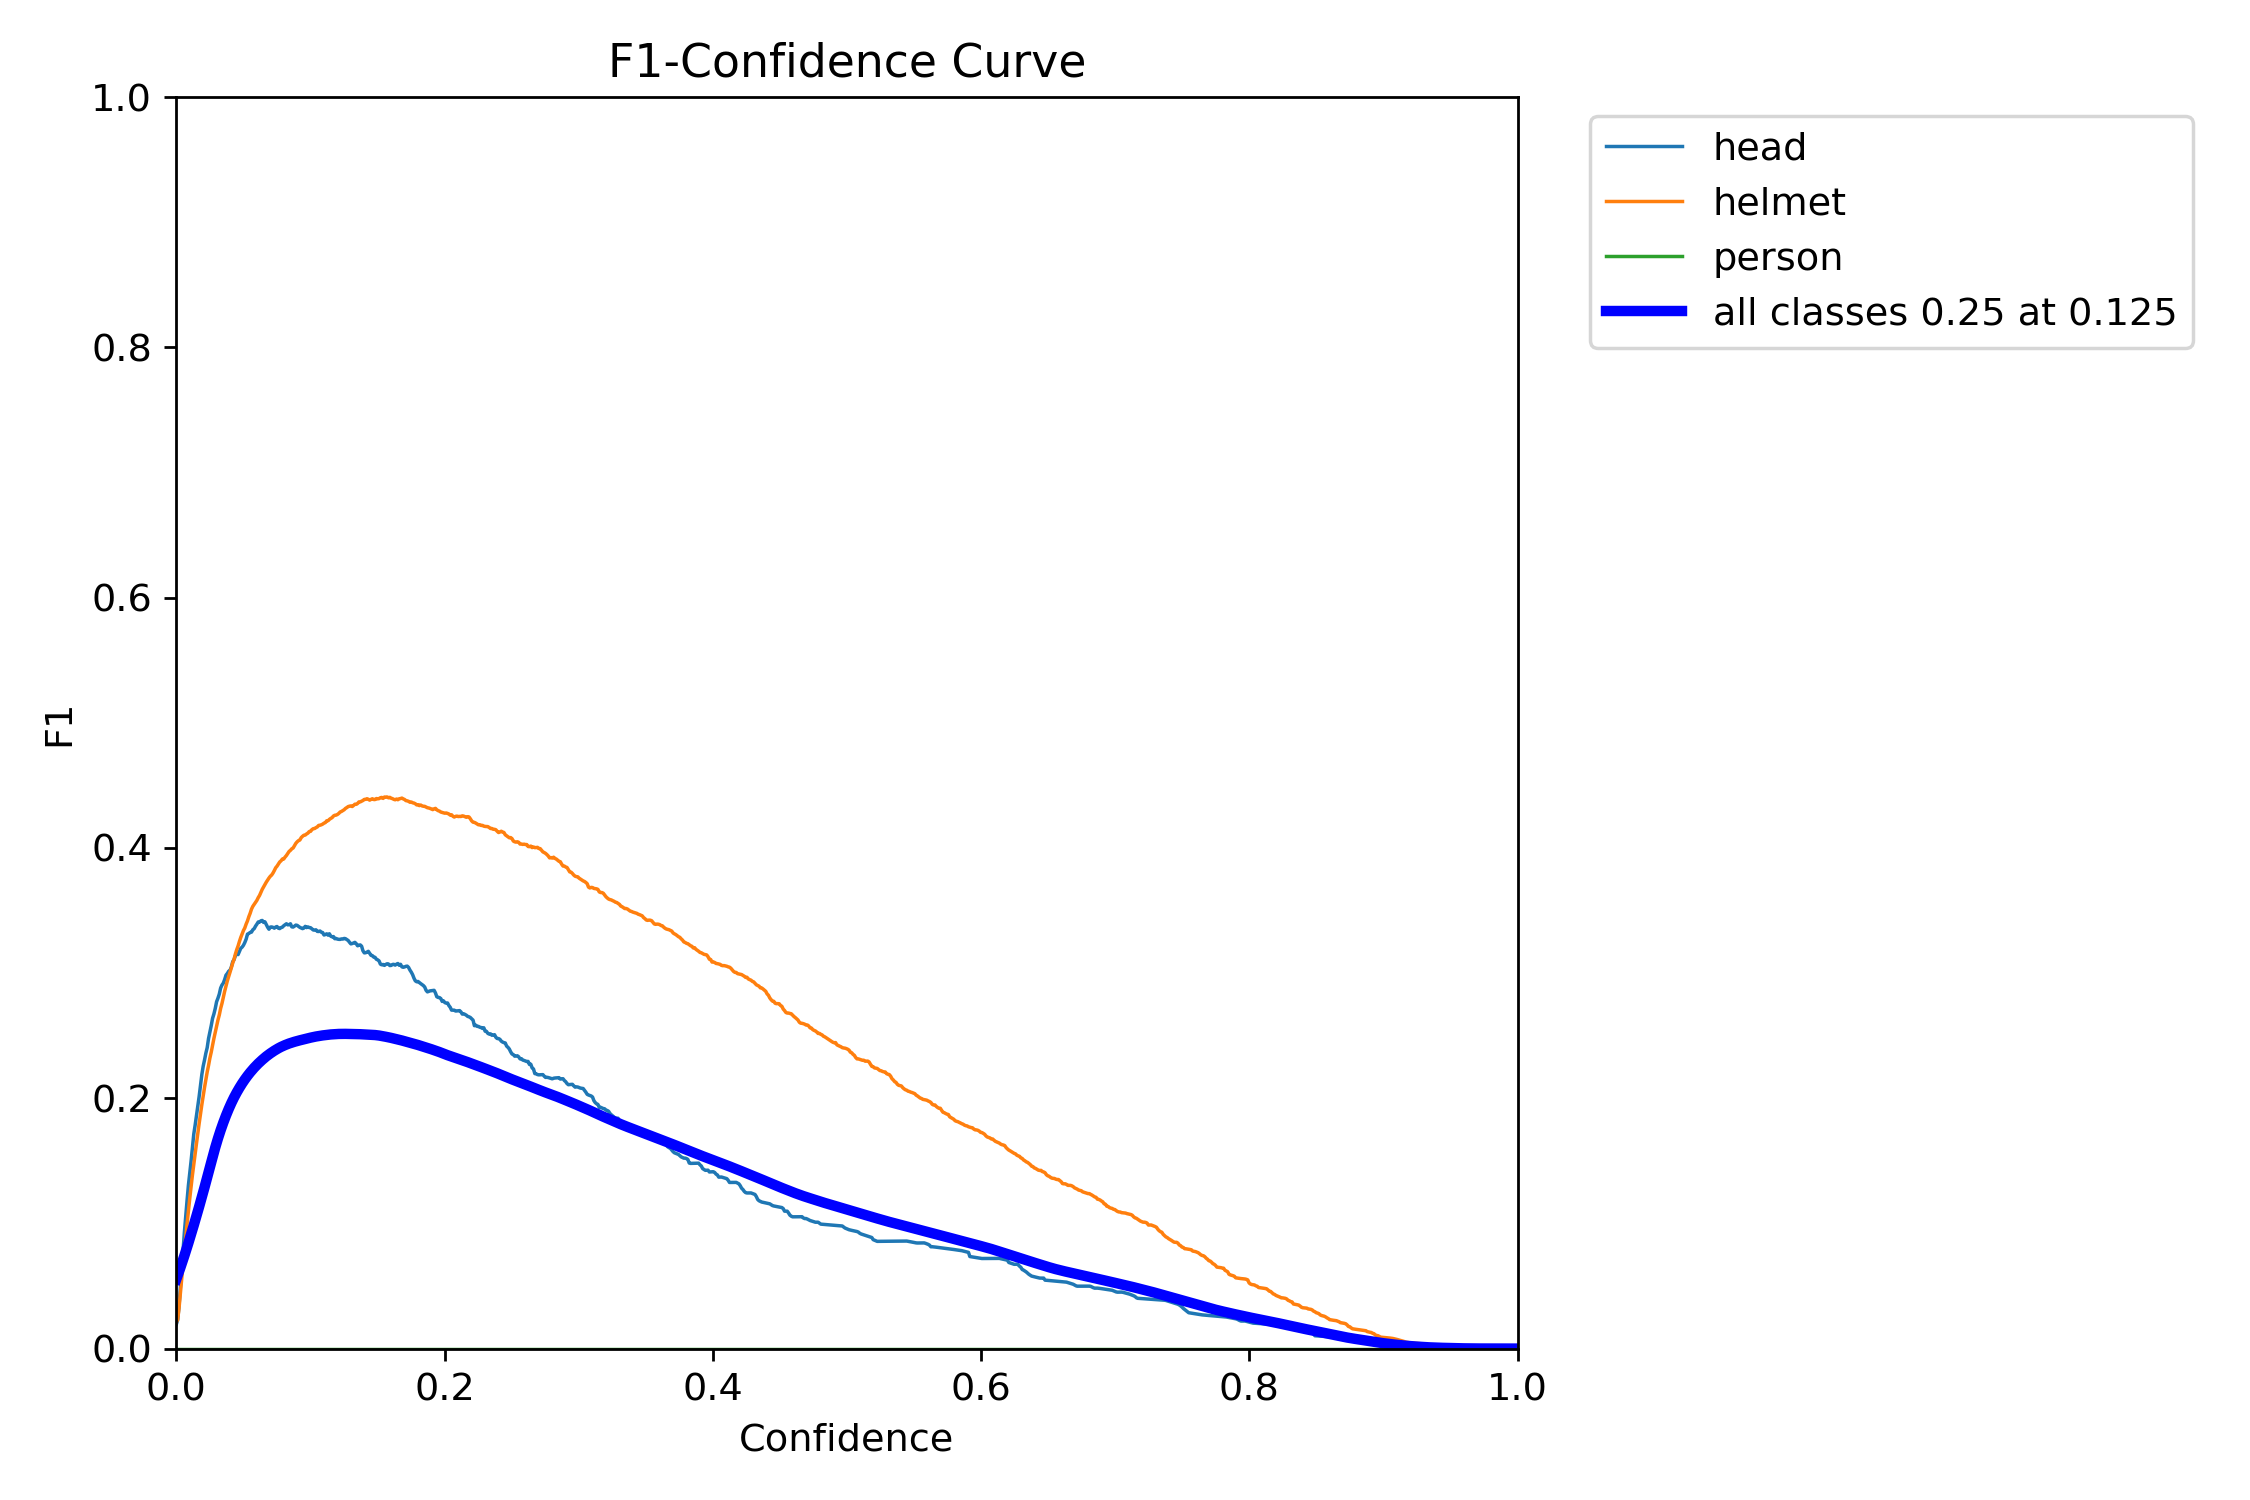 F1-Confidence Curve
1.0
0.8
0.6
0.4
0.2
0.0
F1
0.0 0.2 0.4 0.6 0.8 1.0
Confidence
head
helmet
person
all classes 0.25 at 0.125